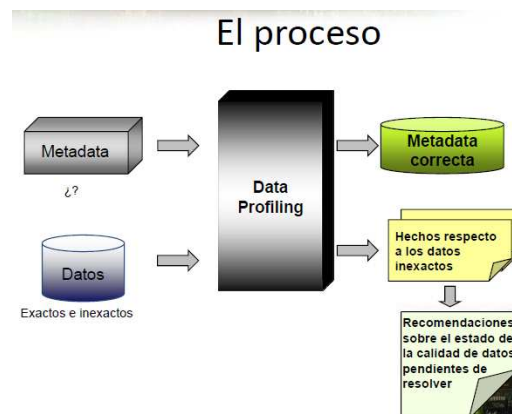 El proceso
Metadata
¿?
Datos
Exactos e inexactos
Data
Profiling
Metadata
correcta
Hechos respecto
a los datos
inexactos
Recomendaciones
sobre el estado de
la calidad de datos
pendientes de
resolver